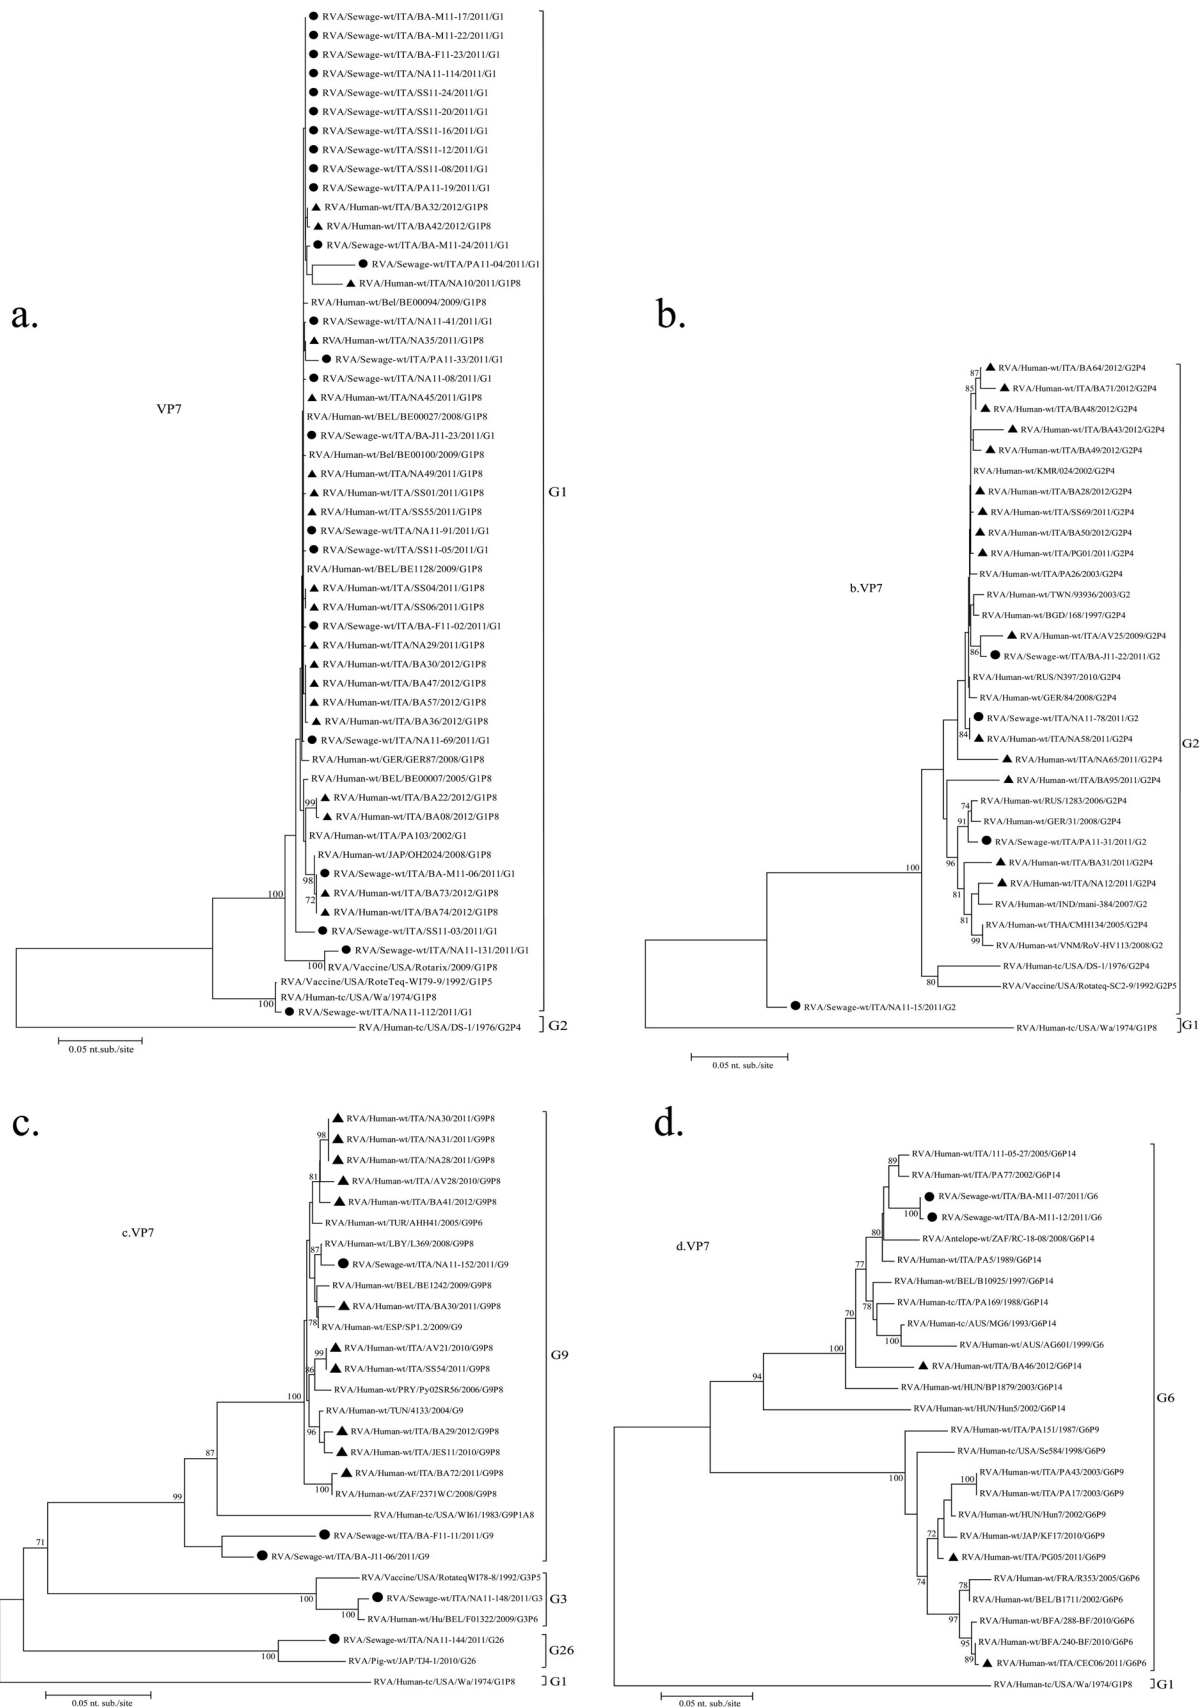 a.
VP7
RVA/Sewage-wt/ITA/BA-M11-17/2011/G1
RVA/Sewage-wt/ITA/BA-M11-22/2011/G1
RVA/Sewage-wt/ITA/BA-F11-23/2011/G1
RVA/Sewage-wt/ITA/NA11-114/2011/G1
RVA/Sewage-wt/ITA/SS11-24/2011/G1
RVA/Sewage-wt/ITA/SS11-20/2011/G1
RVA/Sewage-wt/ITA/SS11-16/2011/G1
RVA/Sewage-wt/ITA/SS11-12/2011/G1
RVA/Sewage-wt/ITA/SS11-08/2011/G1
RVA/Sewage-wt/ITA/PA11-19/2011/G1
RVA/Human-wt/ITA/BA32/2012/G1P8
RVA/Human-wt/ITA/BA42/2012/G1P8
RVA/Sewage-wt/ITA/BA-M11-24/2011/G1
RVA/Sewage-wt/ITA/PA11-04/2011/G1
RVA/Human-wt/ITA/NA10/2011/G1P8
RVA/Human-wt/Bel/BE00094/2009/G1P8
RVA/Sewage-wt/ITA/NA11-41/2011/G1
RVA/Human-wt/ITA/NA35/2011/G1P8
RVA/Sewage-wt/ITA/PA11-33/2011/G1
RVA/Sewage-wt/ITA/NA11-08/2011/G1
RVA/Human-wt/ITA/NA45/2011/G1P8
RVA/Human-wt/BEL/BE00027/2008/G1P8
RVA/Sewage-wt/ITA/BA-J11-23/2011/G1
RVA/Human-wt/Bel/BE00100/2009/G1P8
RVA/Human-wt/ITA/NA49/2011/G1P8
RVA/Human-wt/ITA/SS01/2011/G1P8
RVA/Human-wt/ITA/SS55/2011/G1P8
RVA/Sewage-wt/ITA/NA11-91/2011/G1
RVA/Sewage-wt/ITA/SS11-05/2011/G1
RVA/Human-wt/BEL/BE1128/2009/G1P8
RVA/Human-wt/ITA/SS04/2011/G1P8
RVA/Human-wt/ITA/SS06/2011/G1P8
RVA/Sewage-wt/ITA/BA-F11-02/2011/G1
RVA/Human-wt/ITA/NA29/2011/G1P8
RVA/Human-wt/ITA/BA30/2012/G1P8
RVA/Human-wt/ITA/BA47/2012/G1P8
RVA/Human-wt/ITA/BA57/2012/G1P8
RVA/Human-wt/ITA/BA36/2012/G1P8
RVA/Sewage-wt/ITA/NA11-69/2011/G1
RVA/Human-wt/GER/GER87/2008/G1P8
RVA/Human-wt/BEL/BE00007/2005/G1P8
99 RVA/Human-wt/ITA/BA22/2012/G1P8
RVA/Human-wt/ITA/BA08/2012/G1P8
RVA/Human-wt/ITA/PA103/2002/G1
RVA/Human-wt/JAP/OH2024/2008/G1P8
98 RVA/Sewage-wt/ITA/BA-M11-06/2011/G1
100 72 RVA/Human-wt/ITA/BA73/2012/G1P8
RVA/Human-wt/ITA/BA74/2012/G1P8
RVA/Sewage-wt/ITA/SS11-03/2011/G1
RVA/Sewage-wt/ITA/NA11-131/2011/G1
100 RVA/Vaccine/USA/Rotarix/2009/G1P8
RVA/Vaccine/USA/RoteTeq-WI79-9/1992/G1P5
RVA/Human-tc/USA/Wa/1974/G1P8
100 RVA/Sewage-wt/ITA/NA11-112/2011/G1
RVA/Human-tc/USA/DS-1/1976/G2P4
G1
G2
0.05 nt.sub./site
b.
b.VP7
87 RVA/Human-wt/ITA/BA64/2012/G2P4
85 RVA/Human-wt/ITA/BA71/2012/G2P4
RVA/Human-wt/ITA/BA48/2012/G2P4
RVA/Human-wt/ITA/BA43/2012/G2P4
RVA/Human-wt/ITA/BA49/2012/G2P4
RVA/Human-wt/KMR/024/2002/G2P4
RVA/Human-wt/ITA/BA28/2012/G2P4
RVA/Human-wt/ITA/SS69/2011/G2P4
RVA/Human-wt/ITA/BA50/2012/G2P4
RVA/Human-wt/ITA/PG01/2011/G2P4
RVA/Human-wt/ITA/PA26/2003/G2P4
RVA/Human-wt/TWN/93936/2003/G2
RVA/Human-wt/BGD/168/1997/G2P4
RVA/Human-wt/ITA/AV25/2009/G2P4
86 RVA/Sewage-wt/ITA/BA-J11-22/2011/G2
RVA/Human-wt/RUS/N397/2010/G2P4
RVA/Human-wt/GER/84/2008/G2P4
RVA/Sewage-wt/ITA/NA11-78/2011/G2
84 RVA/Human-wt/ITA/NA58/2011/G2P4
RVA/Human-wt/ITA/NA65/2011/G2P4
RVA/Human-wt/ITA/BA95/2011/G2P4
74 RVA/Human-wt/RUS/1283/2006/G2P4
91 RVA/Human-wt/GER/31/2008/G2P4
RVA/Sewage-wt/ITA/PA11-31/2011/G2
100 96 RVA/Human-wt/ITA/BA31/2011/G2P4
81 RVA/Human-wt/ITA/NA12/2011/G2P4
RVA/Human-wt/IND/mani-384/2007/G2
81 RVA/Human-wt/THA/CMH134/2005/G2P4
99 RVA/Human-wt/VNM/RoV-HV113/2008/G2
RVA/Human-tc/USA/DS-1/1976/G2P4
80 RVA/Vaccine/USA/Rotateq-SC2-9/1992/G2P5
RVA/Sewage-wt/ITA/NA11-15/2011/G2
RVA/Human-tc/USA/Wa/1974/G1P8
G2
G1
0.05 nt. sub./site
c.
c.VP7
RVA/Human-wt/ITA/NA30/2011/G9P8
98 RVA/Human-wt/ITA/NA31/2011/G9P8
RVA/Human-wt/ITA/NA28/2011/G9P8
81 RVA/Human-wt/ITA/AV28/2010/G9P8
RVA/Human-wt/ITA/BA41/2012/G9P8
RVA/Human-wt/TUR/AHH41/2005/G9P6
87 RVA/Human-wt/LBY/L369/2008/G9P8
RVA/Sewage-wt/ITA/NA11-152/2011/G9
RVA/Human-wt/BEL/BE1242/2009/G9P8
RVA/Human-wt/ITA/BA30/2011/G9P8
78 RVA/Human-wt/ESP/SP1.2/2009/G9
99 RVA/Human-wt/ITA/AV21/2010/G9P8
86 RVA/Human-wt/ITA/SS54/2011/G9P8
100 RVA/Human-wt/PRY/Py02SR56/2006/G9P8
RVA/Human-wt/TUN/4133/2004/G9
96 RVA/Human-wt/ITA/BA29/2012/G9P8
87 RVA/Human-wt/ITA/JES11/2010/G9P8
RVA/Human-wt/ITA/BA72/2011/G9P8
100 RVA/Human-wt/ZAF/2371WC/2008/G9P8
99 RVA/Human-tc/USA/WI61/1983/G9P1A8
RVA/Sewage-wt/ITA/BA-F11-11/2011/G9
71 RVA/Sewage-wt/ITA/BA-J11-06/2011/G9
RVA/Vaccine/USA/RotateqWI78-8/1992/G3P5
100 RVA/Sewage-wt/ITA/NA11-148/2011/G3
100 RVA/Human-wt/Hu/BEL/F01322/2009/G3P6
RVA/Sewage-wt/ITA/NA11-144/2011/G26
100 RVA/Pig-wt/JAP/TJ4-1/2010/G26
RVA/Human-tc/USA/Wa/1974/G1P8
G9
G3
G26
G1
0.05 nt. sub./site
d.
d.VP7
89 RVA/Human-wt/ITA/111-05-27/2005/G6P14
RVA/Human-wt/ITA/PA77/2002/G6P14
RVA/Sewage-wt/ITA/BA-M11-07/2011/G6
100 RVA/Sewage-wt/ITA/BA-M11-12/2011/G6
80 RVA/Antelope-wt/ZAF/RC-18-08/2008/G6P14
RVA/Human-wt/ITA/PA5/1989/G6P14
77 RVA/Human-wt/BEL/B10925/1997/G6P14
78 RVA/Human-tc/ITA/PA169/1988/G6P14
70 RVA/Human-tc/AUS/MG6/1993/G6P14
100 RVA/Human-wt/AUS/AG601/1999/G6
100 RVA/Human-wt/ITA/BA46/2012/G6P14
94 RVA/Human-wt/HUN/BP1879/2003/G6P14
RVA/Human-wt/HUN/Hun5/2002/G6P14
RVA/Human-wt/ITA/PA151/1987/G6P9
RVA/Human-tc/USA/Se584/1998/G6P9
100 RVA/Human-wt/ITA/PA43/2003/G6P9
100 RVA/Human-wt/ITA/PA17/2003/G6P9
RVA/Human-wt/HUN/Hun7/2002/G6P9
72 RVA/Human-wt/JAP/KF17/2010/G6P9
RVA/Human-wt/ITA/PG05/2011/G6P9
74 78 RVA/Human-wt/FRA/R353/2005/G6P6
RVA/Human-wt/BEL/B1711/2002/G6P6
97 RVA/Human-wt/BFA/288-BF/2010/G6P6
95 RVA/Human-wt/BFA/240-BF/2010/G6P6
89 RVA/Human-wt/ITA/CEC06/2011/G6P6
RVA/Human-tc/USA/Wa/1974/G1P8
G6
G1
0.05 nt. sub./site